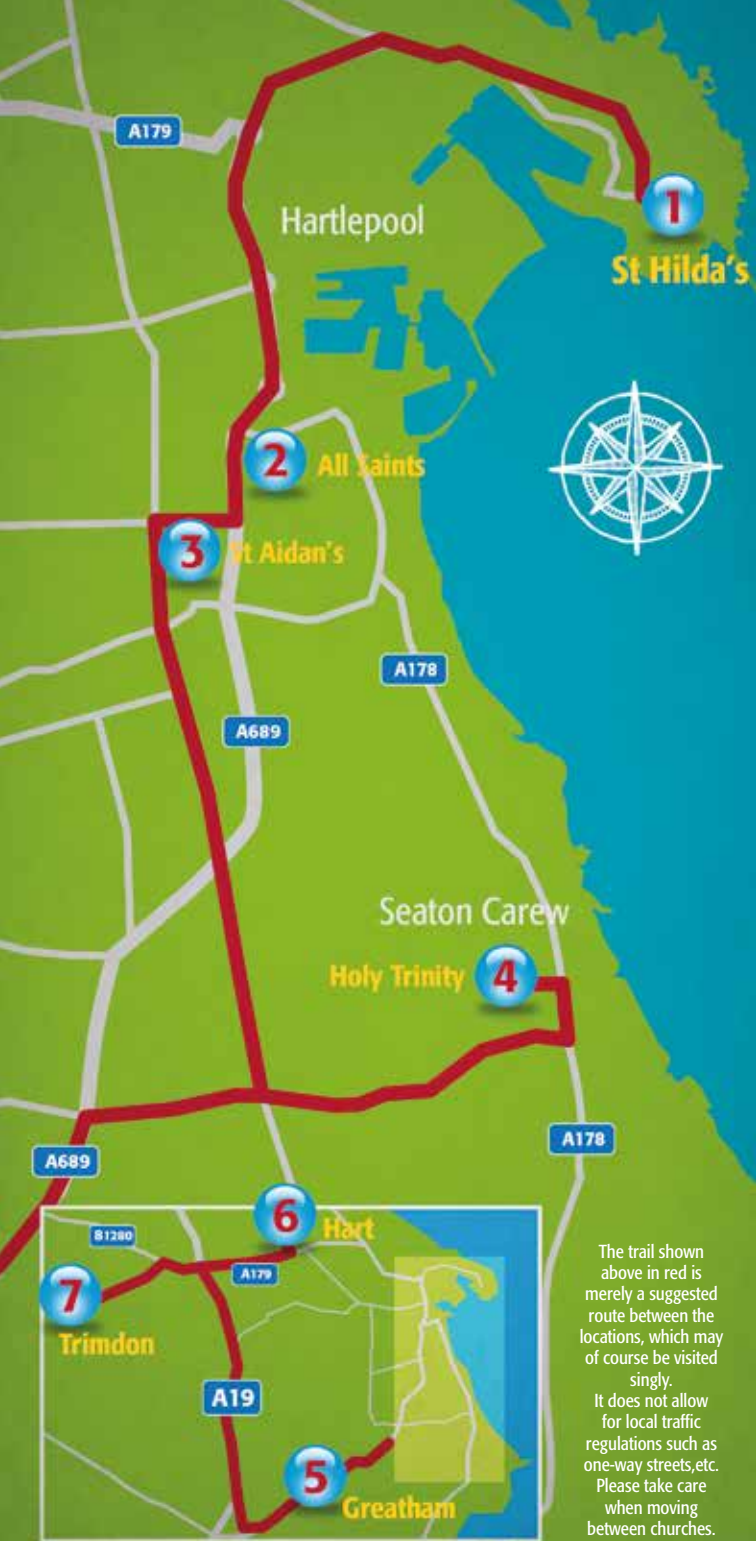 A179
Hartlepool
1
St Hilda's
2
All Saints
3
St Aidan's
A178
A689
Seaton Carew
Holy Trinity
4
A178
A689
6
Hart
B1280
A179
7
Trimdon
A19
5
Greatham
The trail shown
above in red is
merely a suggested
route between the
locations, which may
of course be visited
singly.
It does not allow
for local traffic
regulations such as
one-way streets,etc.
Please take care
when moving
between churches.